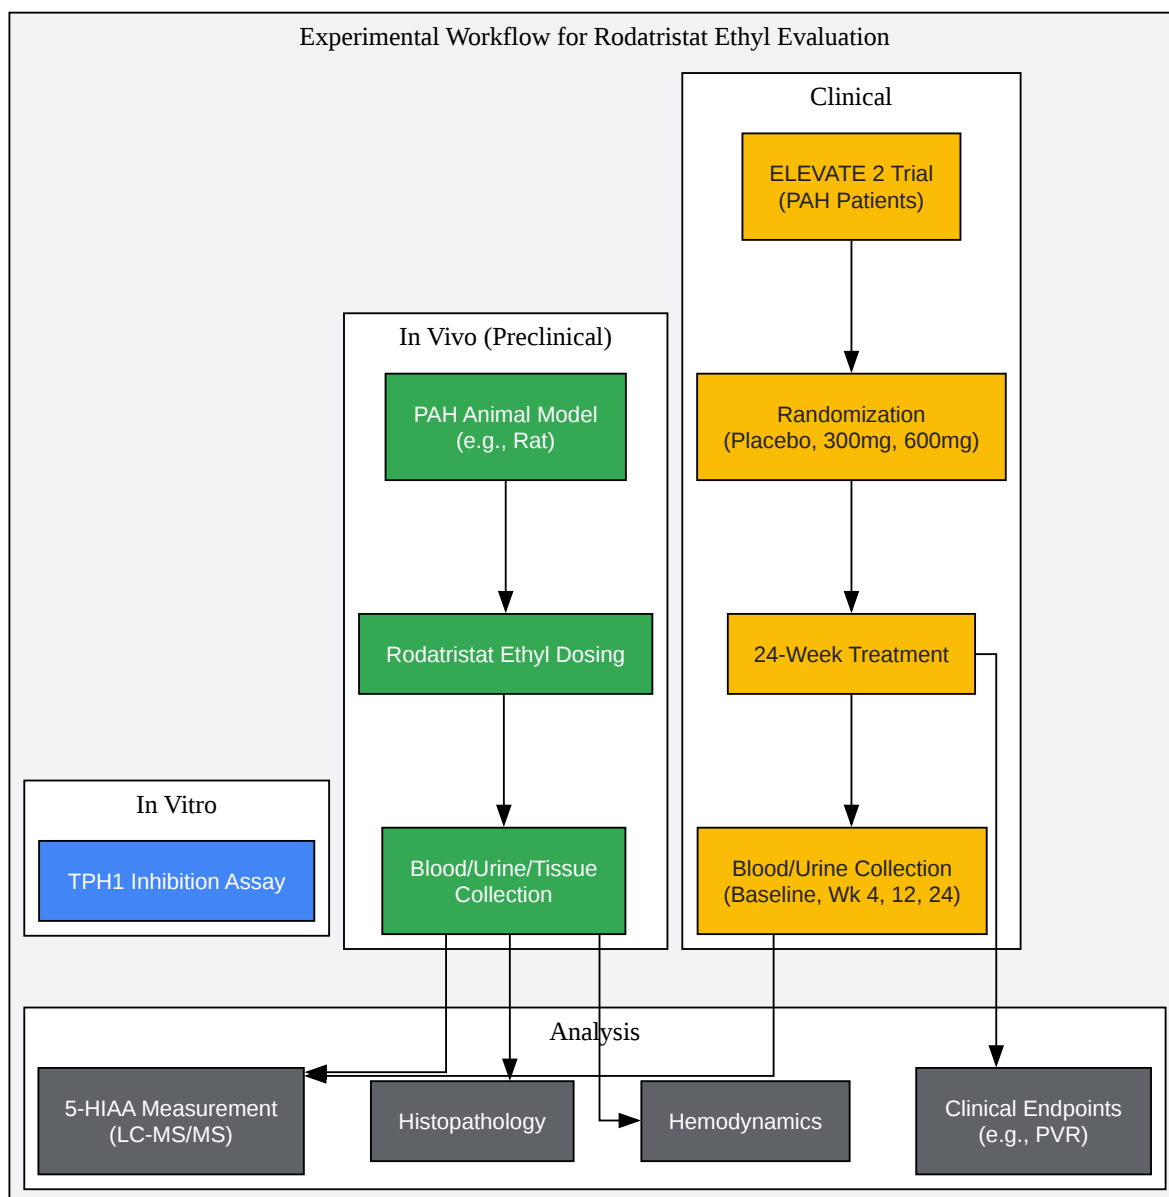 Experimental Workflow for Rodatristat Ethyl Evaluation
Clinical
ELEVATE 2 Trial
(PAH Patients)
In Vivo (Preclinical)
PAH Animal Model
(e.g., Rat)
Randomization
(Placebo, 300mg, 600mg)
Rodatristat Ethyl Dosing
24-Week Treatment
In Vitro
TPH1 Inhibition Assay
Blood/Urine/Tissue
Collection
Blood/Urine Collection
(Baseline, Wk 4, 12, 24)
Analysis
5-HIAA Measurement
(LC-MS/MS)
Histopathology
Hemodynamics
Clinical Endpoints
(e.g., PVR)